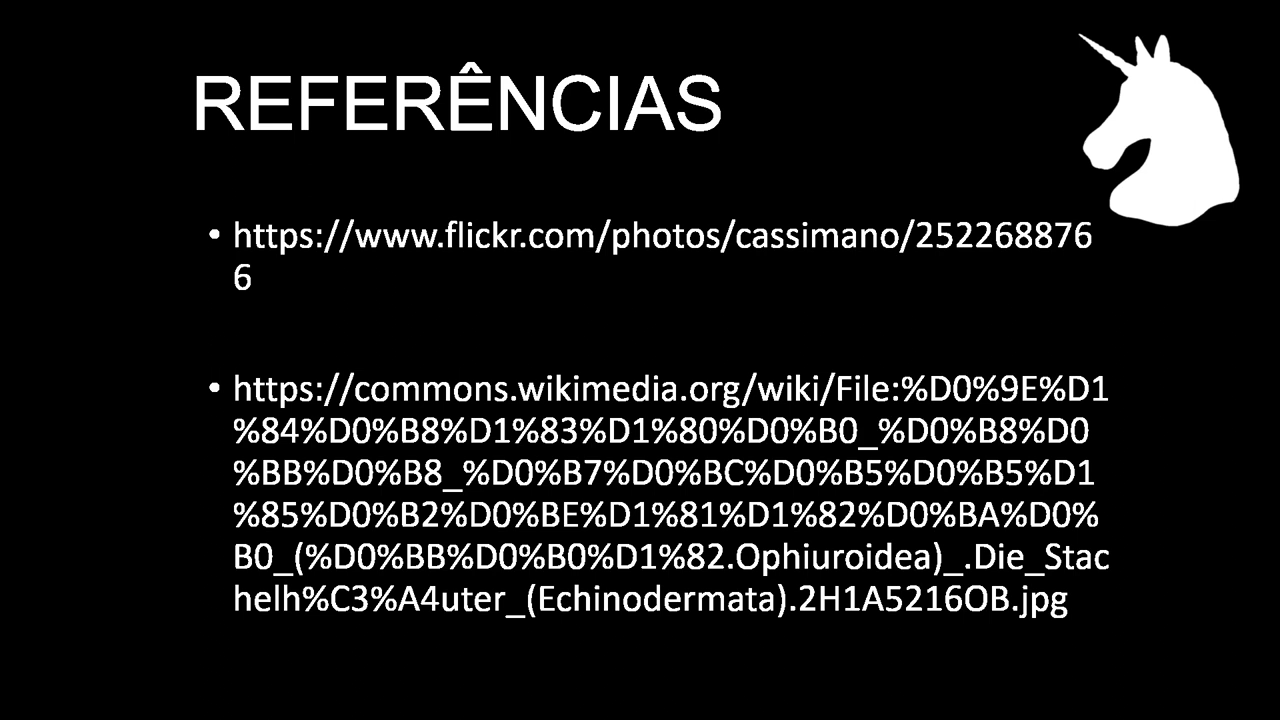 REFERÊNCIAS
• https://www.flickr.com/photos/cassimano/252268876
6
• https://commons.wikimedia.org/wiki/File:%D0%9E%D1
%84%D0%B8%D1%83%D1%80%D0%B0_%D0%B8%D0
%BB%D0%B8_%D0%B7%D0%BC%D0%B5%D0%B5%D1
%85%D0%B2%D0%BE%D1%81%D1%82%D0%BA%D0%
B0_(%D0%BB%D0%B0%D1%82.Ophiuroidea)_.Die_Stac
helh%C3%A4uter_(Echinodermata).2H1A5216OB.jpg